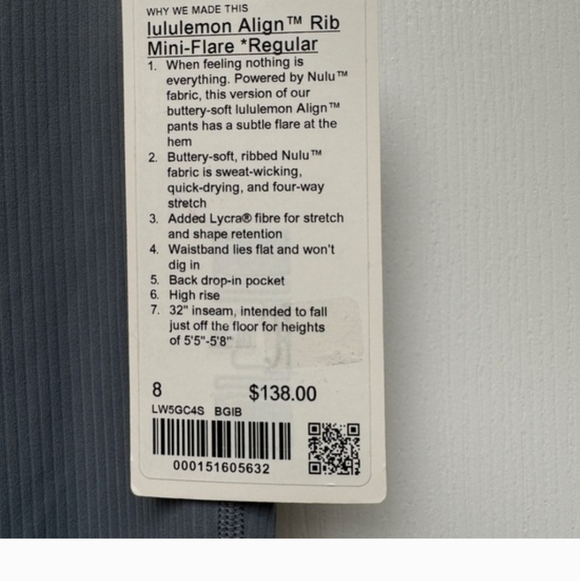 WHY WE MADE THIS
lululemon Align™ Rib
Mini-Flare *Regular
1. When feeling nothing is
everything. Powered by Nulu™
fabric, this version of our
buttery-soft lululemon Align™
pants has a subtle flare at the
hem
2. Buttery-soft, ribbed Nulu™
fabric is sweat-wicking,
quick-drying, and four-way
stretch
3. Added Lycra® fibre for stretch
and shape retention
4. Waistband lies flat and won't
dig in
5. Back drop-in pocket
6. High rise
7. 32" inseam, intended to fall
just off the floor for heights
of 5'5"-5'8"
8 $138.00
LW5GC4S BGIB
000151605632